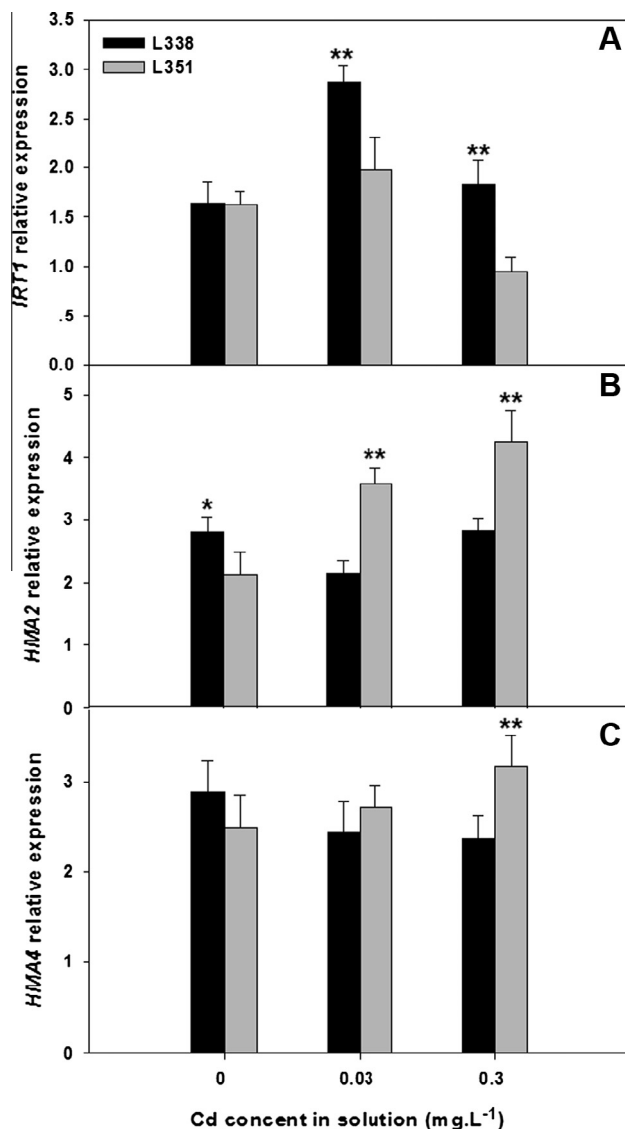 3.5
A
L338
L351
3.0
2.5
2.0
1.5
1.0
.5
0.0
**
**
IRT1 relative expression
B
5
4
3
2
1
0
*
**
**
HMA2 relative expression
C
3
2
1
0
**
HMA4 relative expression
0 0.03 0.3
Cd concent in solution (mg.L⁻¹)